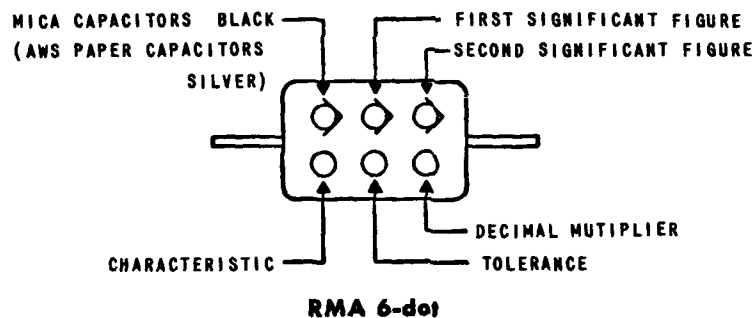 MICA CAPACITORS BLACK
(AWS PAPER CAPACITORS
SILVER)
FIRST SIGNIFICANT FIGURE
SECOND SIGNIFICANT FIGURE
DECIMAL MUTIPLIER
CHARACTERISTIC
TOLERANCE
RMA 6-dot